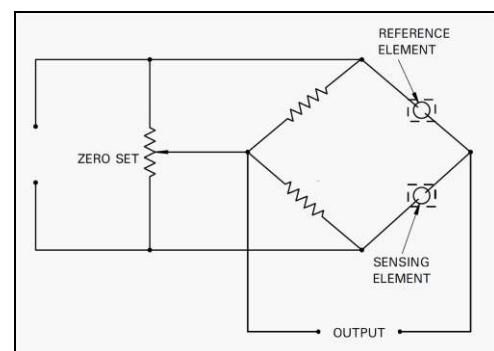 REFERENCE
ELEMENT
ZERO SET
SENSING
ELEMENT
OUTPUT